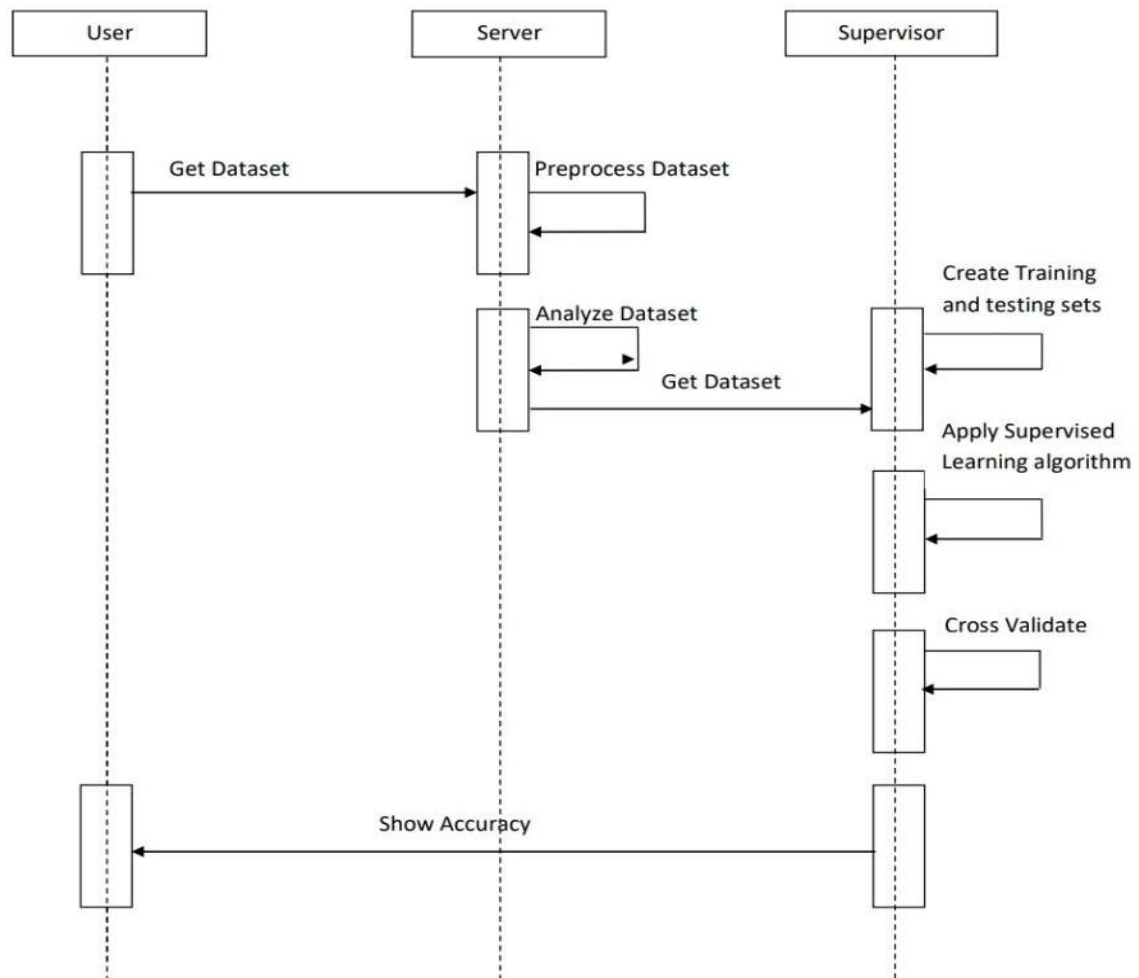 User
Server
Supervisor
Get Dataset
Preprocess Dataset
Create Training
and testing sets
Analyze Dataset
Get Dataset
Apply Supervised
Learning algorithm
Cross Validate
Show Accuracy